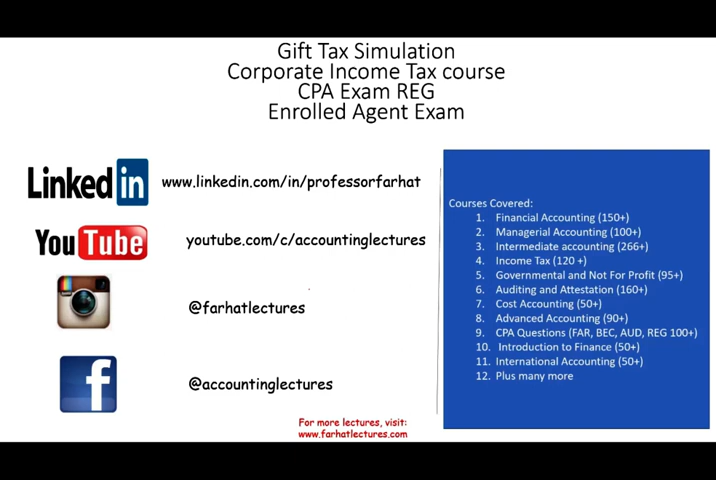 Gift Tax Simulation
Corporate Income Tax course
CPA Exam REG
Enrolled Agent Exam
Linked in
www.linkedin.com/in/professorfarhat
You Tube
youtube.com/c/accountinglectures
@farhatlectures
f
@accountinglectures
For more lectures, visit:
www.farhatlectures.com
Courses Covered:
1. Financial Accounting (150+)
2. Managerial Accounting (100+)
3. Intermediate accounting (266+)
4. Income Tax (120 +)
5. Governmental and Not For Profit (95+)
6. Auditing and Attestation (160+)
7. Cost Accounting (50+)
8. Advanced Accounting (90+)
9. CPA Questions (FAR, BEC, AUD, REG 100+)
10. Introduction to Finance (50+)
11. International Accounting (50+)
12. Plus many more